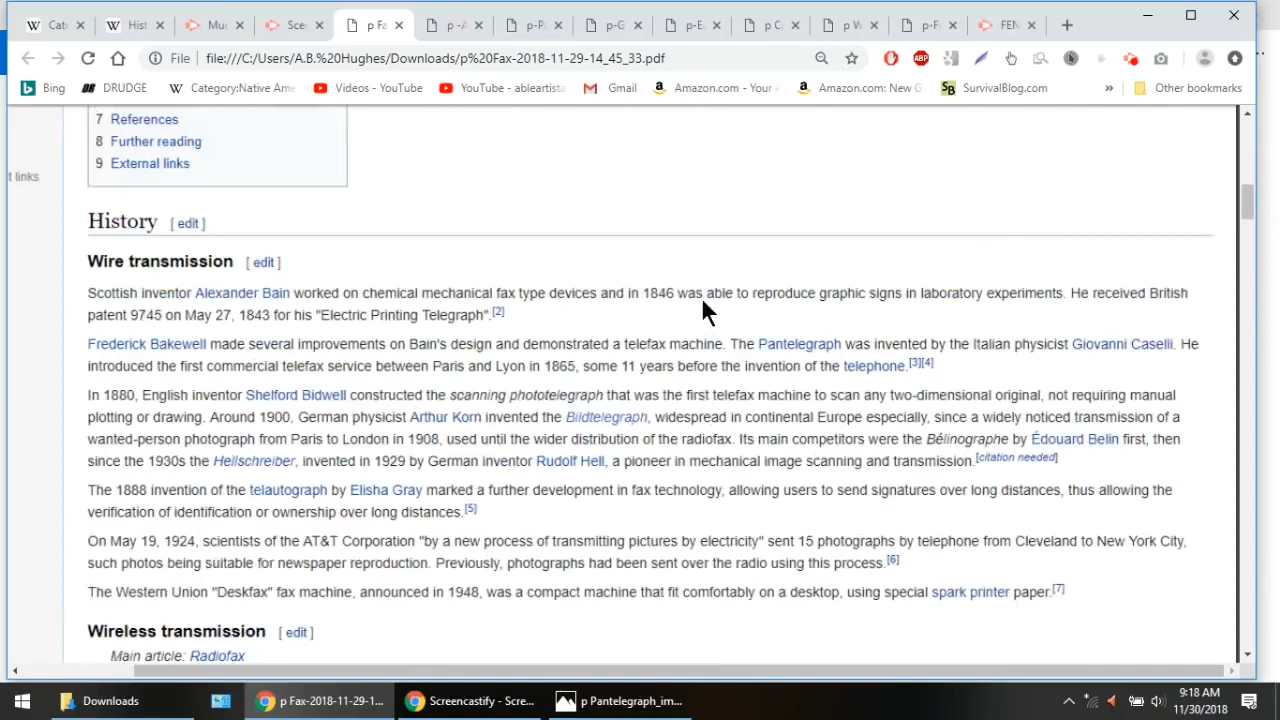 Cate
Hist
Muc
Scre
p Fa
p -A
p-P
p-G
p-E
p C
p W
p-F
FEN
File
file:///C:/Users/A.B.%20Hughes/Downloads/p%20Fax-2018-11-29-14_45_33.pdf
ABP
Bing
DRUDGE
Category:Native Ame
Videos - YouTube
YouTube - ableartista
Gmail
Amazon.com - Your
Amazon.com: New G
SB SurvivalBlog.com
»
Other bookmarks
t links
7 References
8 Further reading
9 External links
History [ edit ]
Wire transmission [ edit ]
Scottish inventor Alexander Bain worked on chemical mechanical fax type devices and in 1846 was able to reproduce graphic signs in laboratory experiments. He received British
patent 9745 on May 27, 1843 for his "Electric Printing Telegraph".[2]
Frederick Bakewell made several improvements on Bain's design and demonstrated a telefax machine. The Pantelegraph was invented by the Italian physicist Giovanni Caselli. He
introduced the first commercial telefax service between Paris and Lyon in 1865, some 11 years before the invention of the telephone.[3][4]
In 1880, English inventor Shelford Bidwell constructed the scanning phototelegraph that was the first telefax machine to scan any two-dimensional original, not requiring manual
plotting or drawing. Around 1900, German physicist Arthur Korn invented the Bildtelegraph, widespread in continental Europe especially, since a widely noticed transmission of a
wanted-person photograph from Paris to London in 1908, used until the wider distribution of the radiofax. Its main competitors were the Bélinographe by Édouard Belin first, then
since the 1930s the Hellschreiber, invented in 1929 by German inventor Rudolf Hell, a pioneer in mechanical image scanning and transmission.[citation needed]
The 1888 invention of the telautograph by Elisha Gray marked a further development in fax technology, allowing users to send signatures over long distances, thus allowing the
verification of identification or ownership over long distances.[5]
On May 19, 1924, scientists of the AT&T Corporation "by a new process of transmitting pictures by electricity" sent 15 photographs by telephone from Cleveland to New York City,
such photos being suitable for newspaper reproduction. Previously, photographs had been sent over the radio using this process.[6]
The Western Union "Deskfax" fax machine, announced in 1948, was a compact machine that fit comfortably on a desktop, using special spark printer paper.[7]
Wireless transmission [ edit ]
Main article: Radiofax
Downloads
p Fax-2018-11-29-1...
Screencastify - Scre...
p Pantelegraph_im...
9:18 AM
11/30/2018